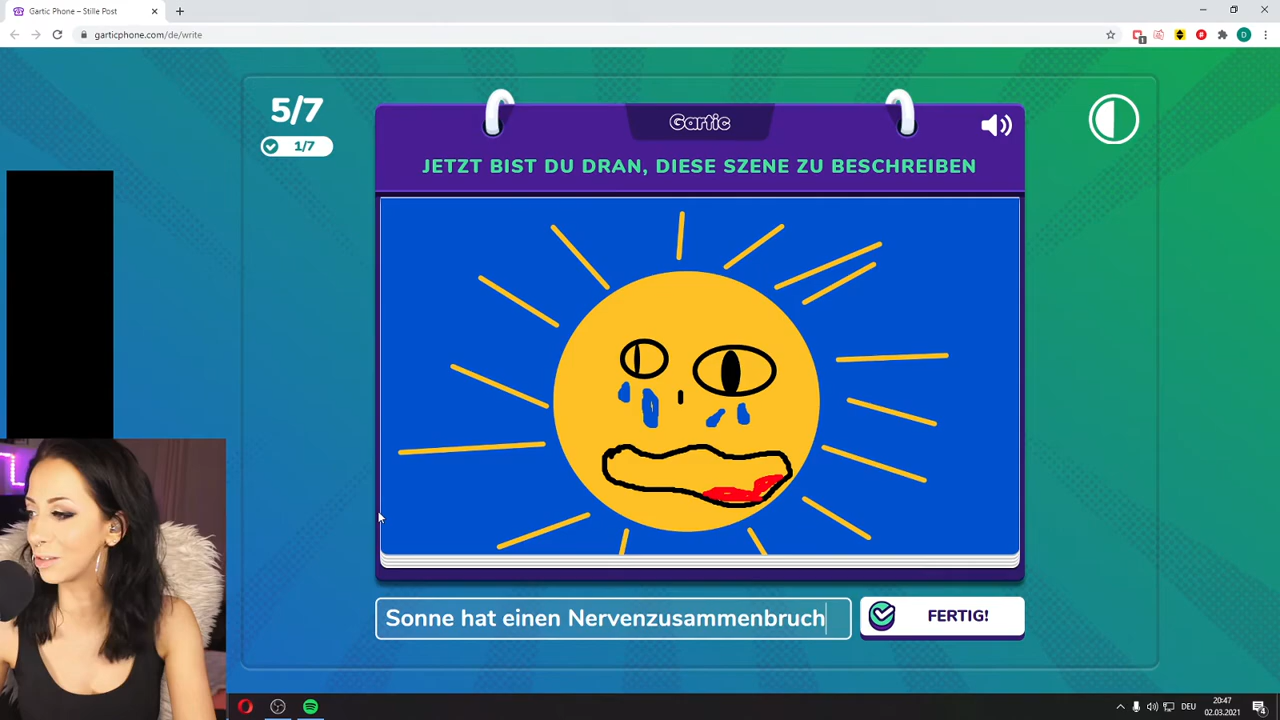 Gartic Phone – Stille Post
garticphone.com/de/write
5/7
1/7
Gartic
JETZT BIST DU DRAN, DIESE SZENE ZU BESCHREIBEN
Sonne hat einen Nervenzusammenbruch
FERTIG!
DEU
20:47
02.03.2021